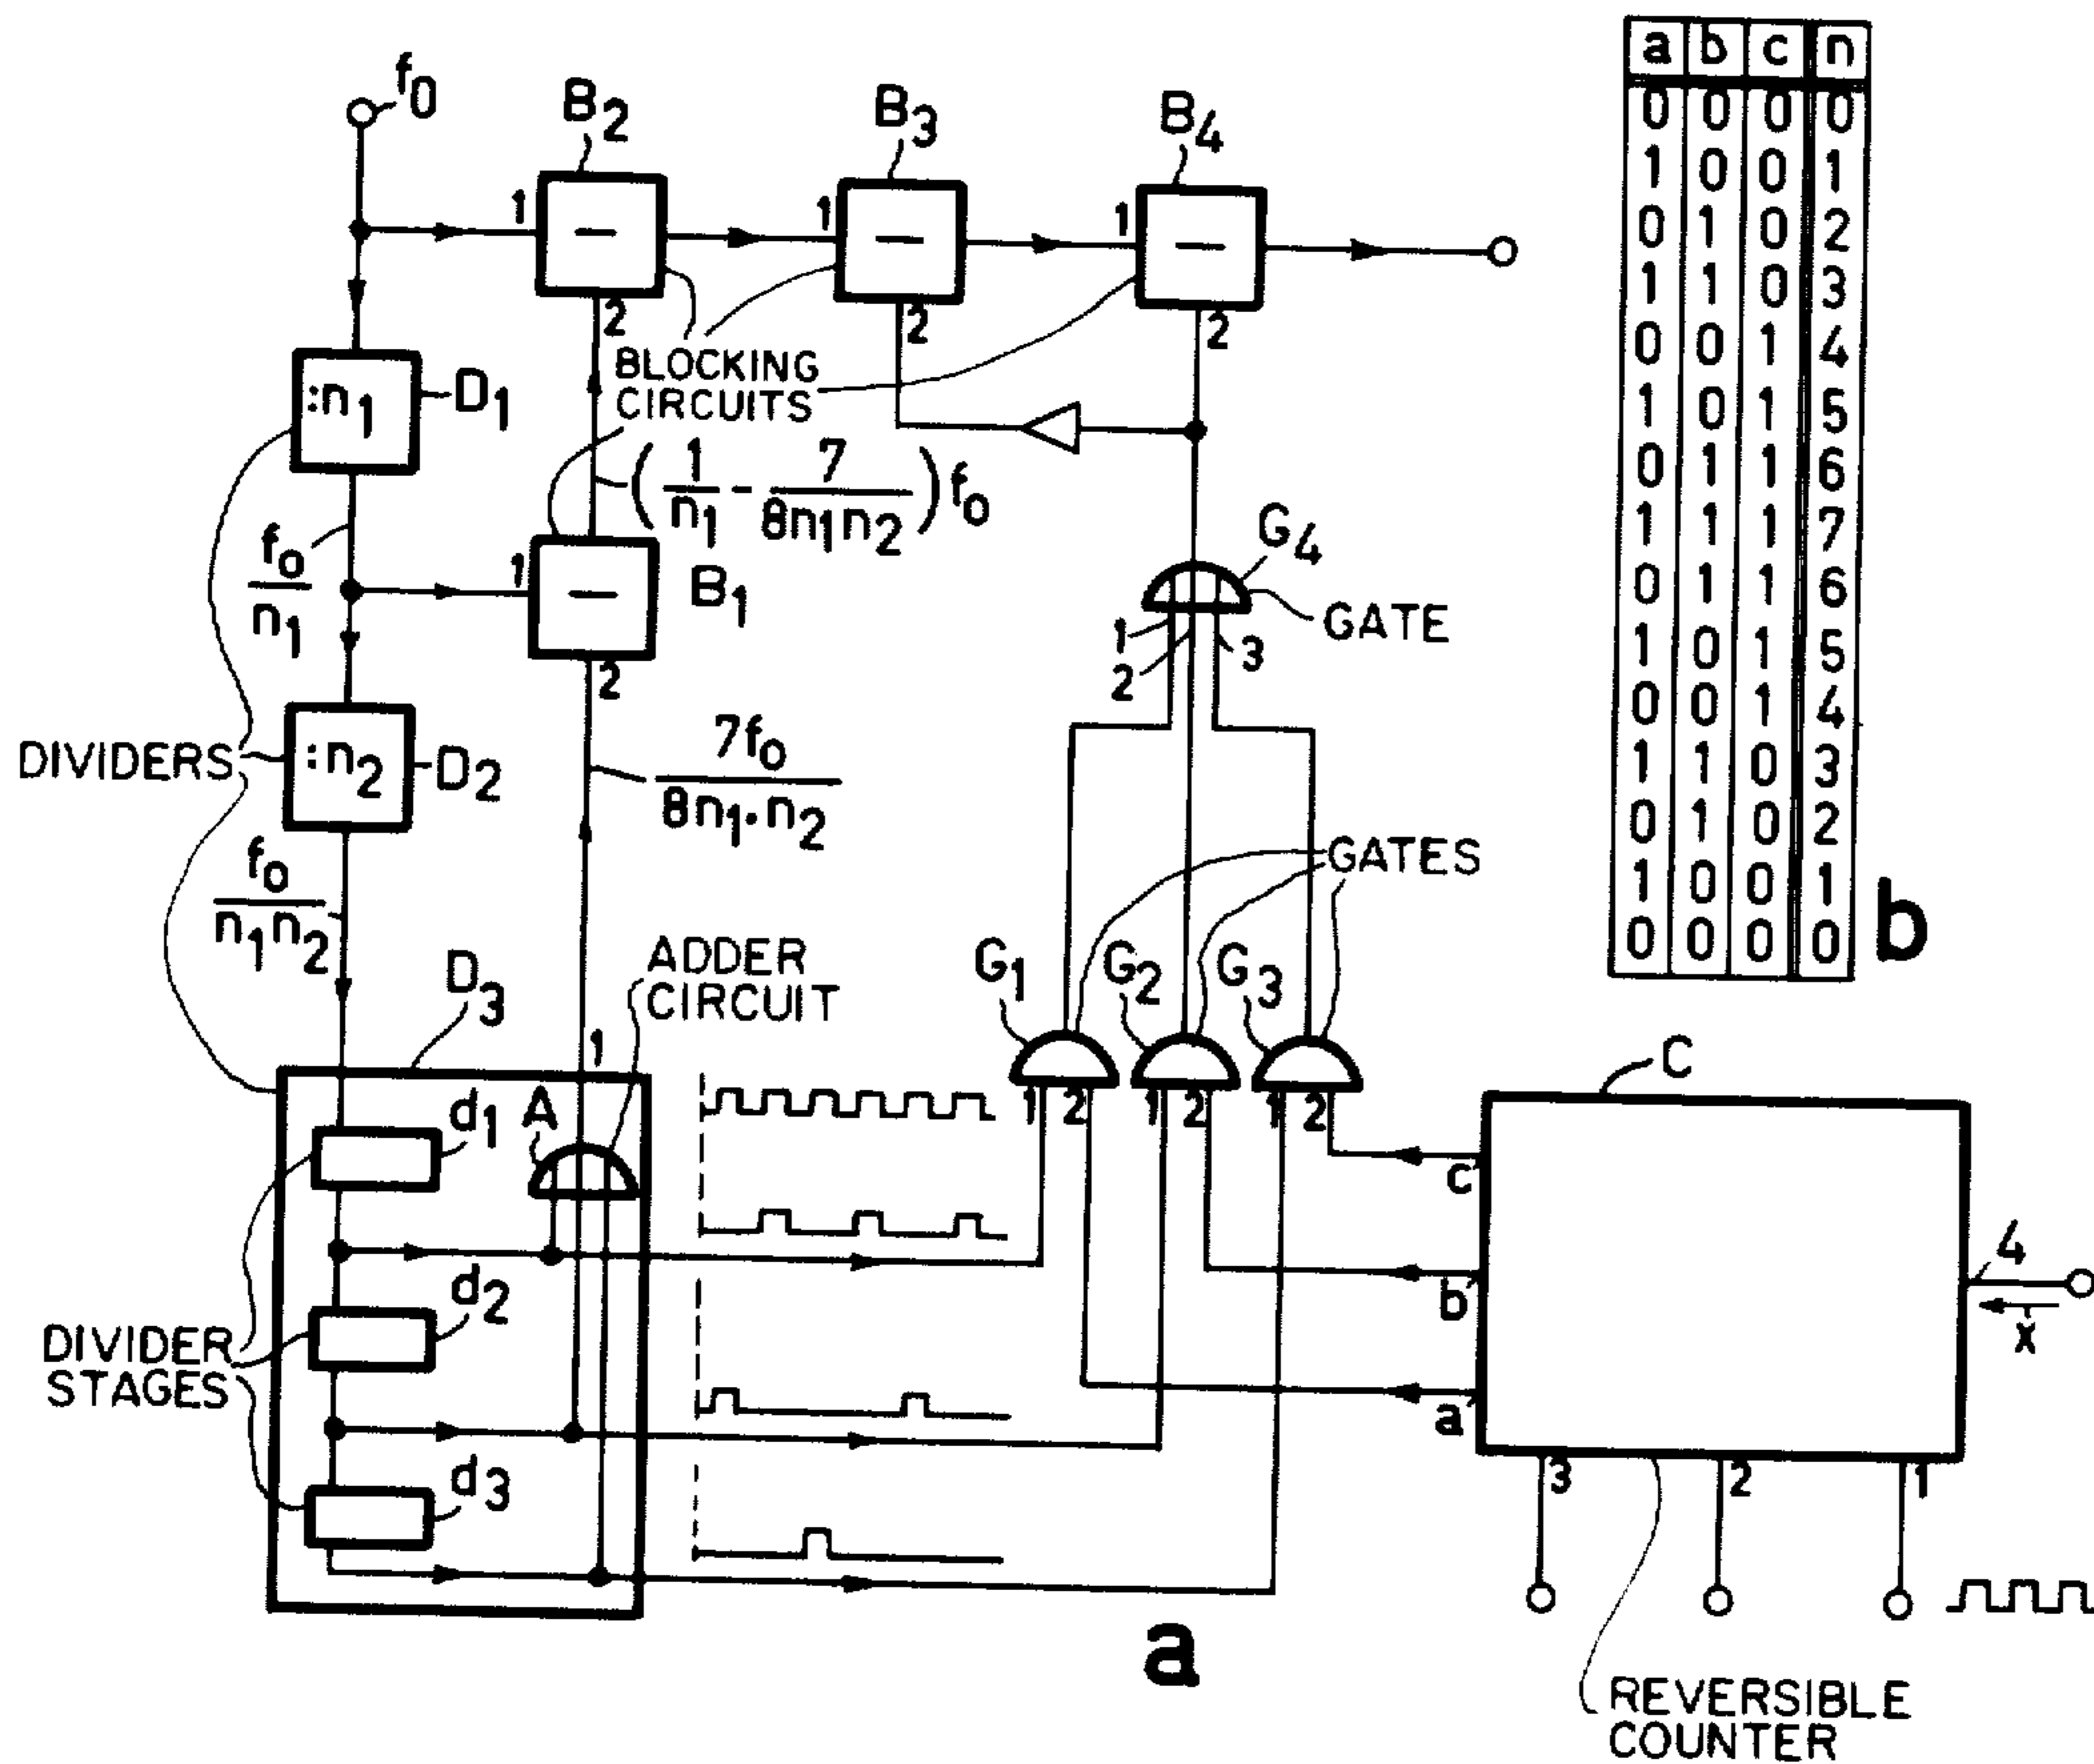 f0
B2
B3
B4
a b c n
0 0 0 0
1 0 0 1
0 1 0 2
1 1 0 3
0 0 1 4
1 0 1 5
0 1 1 6
1 1 1 7
0 1 1 6
1 0 1 5
0 0 1 4
1 1 0 3
0 1 0 2
1 0 0 1
0 0 0 0
b
1
–
2
1
–
2
1
–
2
BLOCKING
CIRCUITS
:n1
D1
(1/n1 - 7/8n1n2)f0
f0/n1
1
–
2
B1
G4
GATE
1
2
3
DIVIDERS
:n2
D2
7f0/8n1.n2
f0/n1n2
GATES
D3
ADDER
CIRCUIT
G1
G2
G3
1
1 2
1 2
1 2
C
d1
A
c
b
a
4
x
d2
DIVIDER
STAGES
d3
3
2
1
a
REVERSIBLE
COUNTER